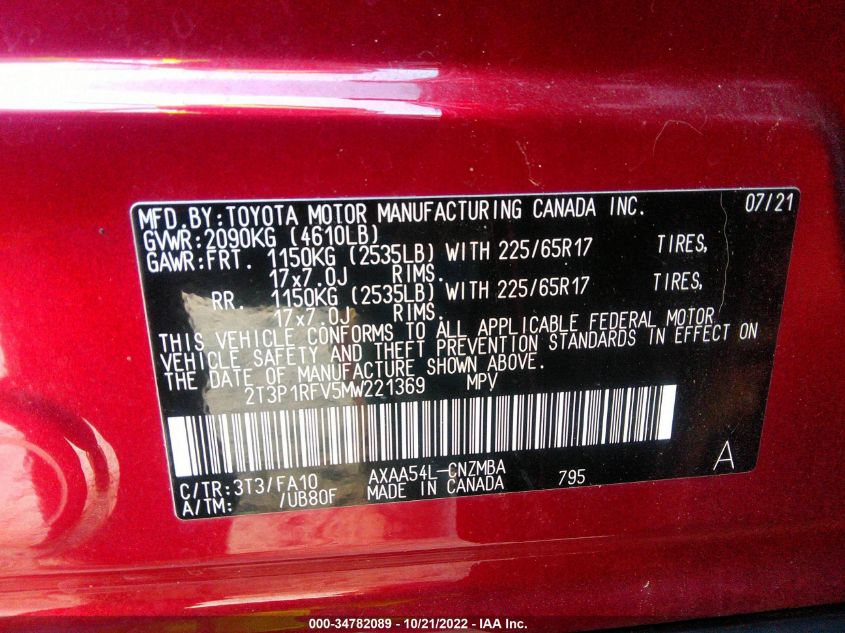 MFD.BY:TOYOTA MOTOR MANUFACTURING CANADA INC. 07/21
GVWR:2090KG (4610LB)
GAWR:FRT. 1150KG (2535LB) WITH 225/65R17 TIRES,
17x7.0J RIMS.
RR. 1150KG (2535LB) WITH 225/65R17 TIRES,
17x7.0J RIMS.
THIS VEHICLE CONFORMS TO ALL APPLICABLE FEDERAL MOTOR
VEHICLE SAFETY AND THEFT PREVENTION STANDARDS IN EFFECT ON
THE DATE OF MANUFACTURE SHOWN ABOVE.
2T3P1RFV5MW221369 MPV
C/TR:3T3/FA10 AXAA54L-CNZMBA A
A/TM: /UB80F MADE IN CANADA 795
000-34782089 - 10/21/2022 - IAA Inc.